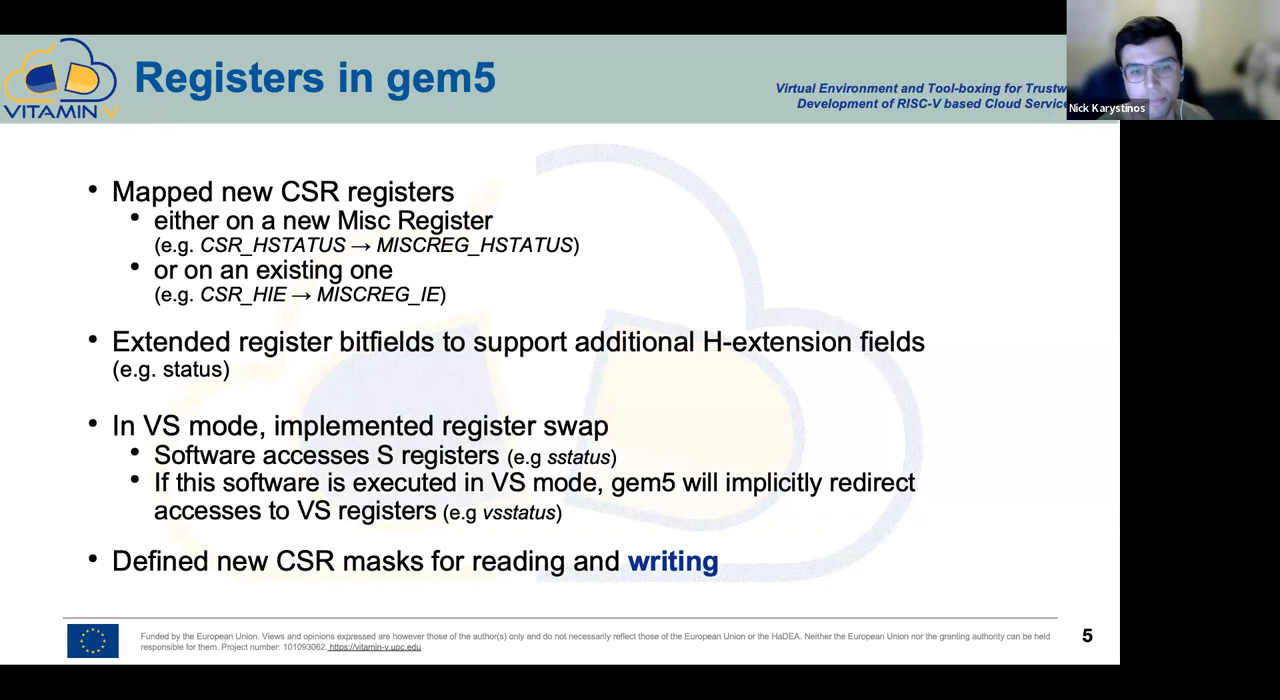 VITAMIN-V
Registers in gem5
Virtual Environment and Tool-boxing for
Development of RISC-V based Cloud
Nick Karystinos
• Mapped new CSR registers
• either on a new Misc Register
(e.g. CSR_HSTATUS → MISCREG_HSTATUS)
• or on an existing one
(e.g. CSR_HIE → MISCREG_IE)
• Extended register bitfields to support additional H-extension fields
(e.g. status)
• In VS mode, implemented register swap
• Software accesses S registers (e.g sstatus)
• If this software is executed in VS mode, gem5 will implicitly redirect
accesses to VS registers (e.g vsstatus)
• Defined new CSR masks for reading and writing
Funded by the European Union. Views and opinions expressed are however those of the author(s) only and do not necessarily reflect those of the European Union or the HaDEA. Neither the European Union nor the granting authority can be held
responsible for them. Project number: 101093062. https://vitamin-v.upc.edu
5